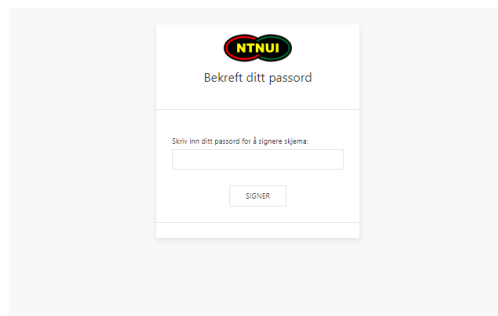 NTNUI
Bekreft ditt passord
Skriv inn ditt passord for å signere skjema:
SIGNER